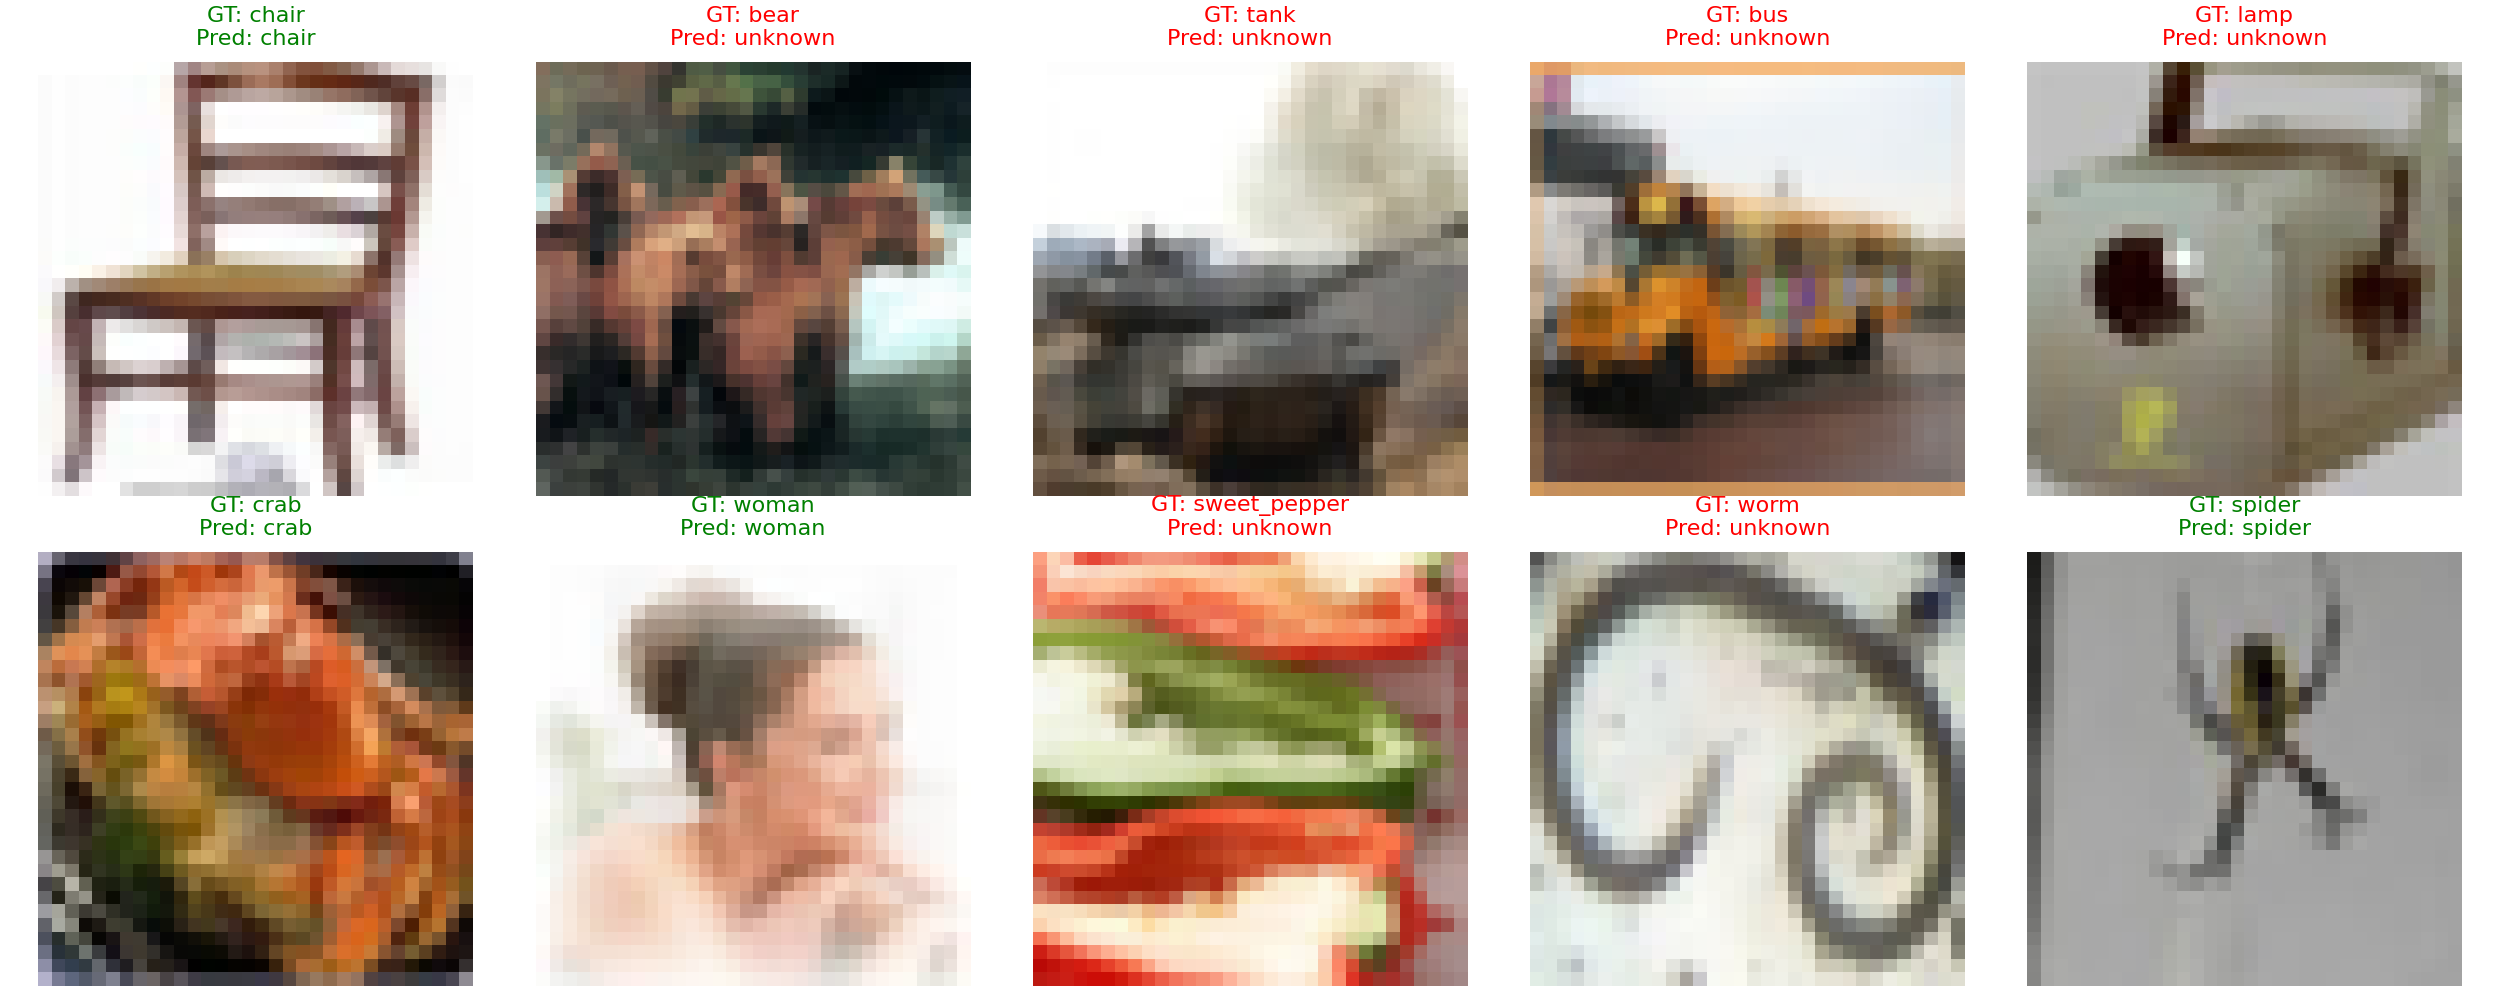 GT: chair
Pred: chair
GT: bear
Pred: unknown
GT: tank
Pred: unknown
GT: bus
Pred: unknown
GT: lamp
Pred: unknown
GT: crab
Pred: crab
GT: woman
Pred: woman
GT: sweet_pepper
Pred: unknown
GT: worm
Pred: unknown
GT: spider
Pred: spider